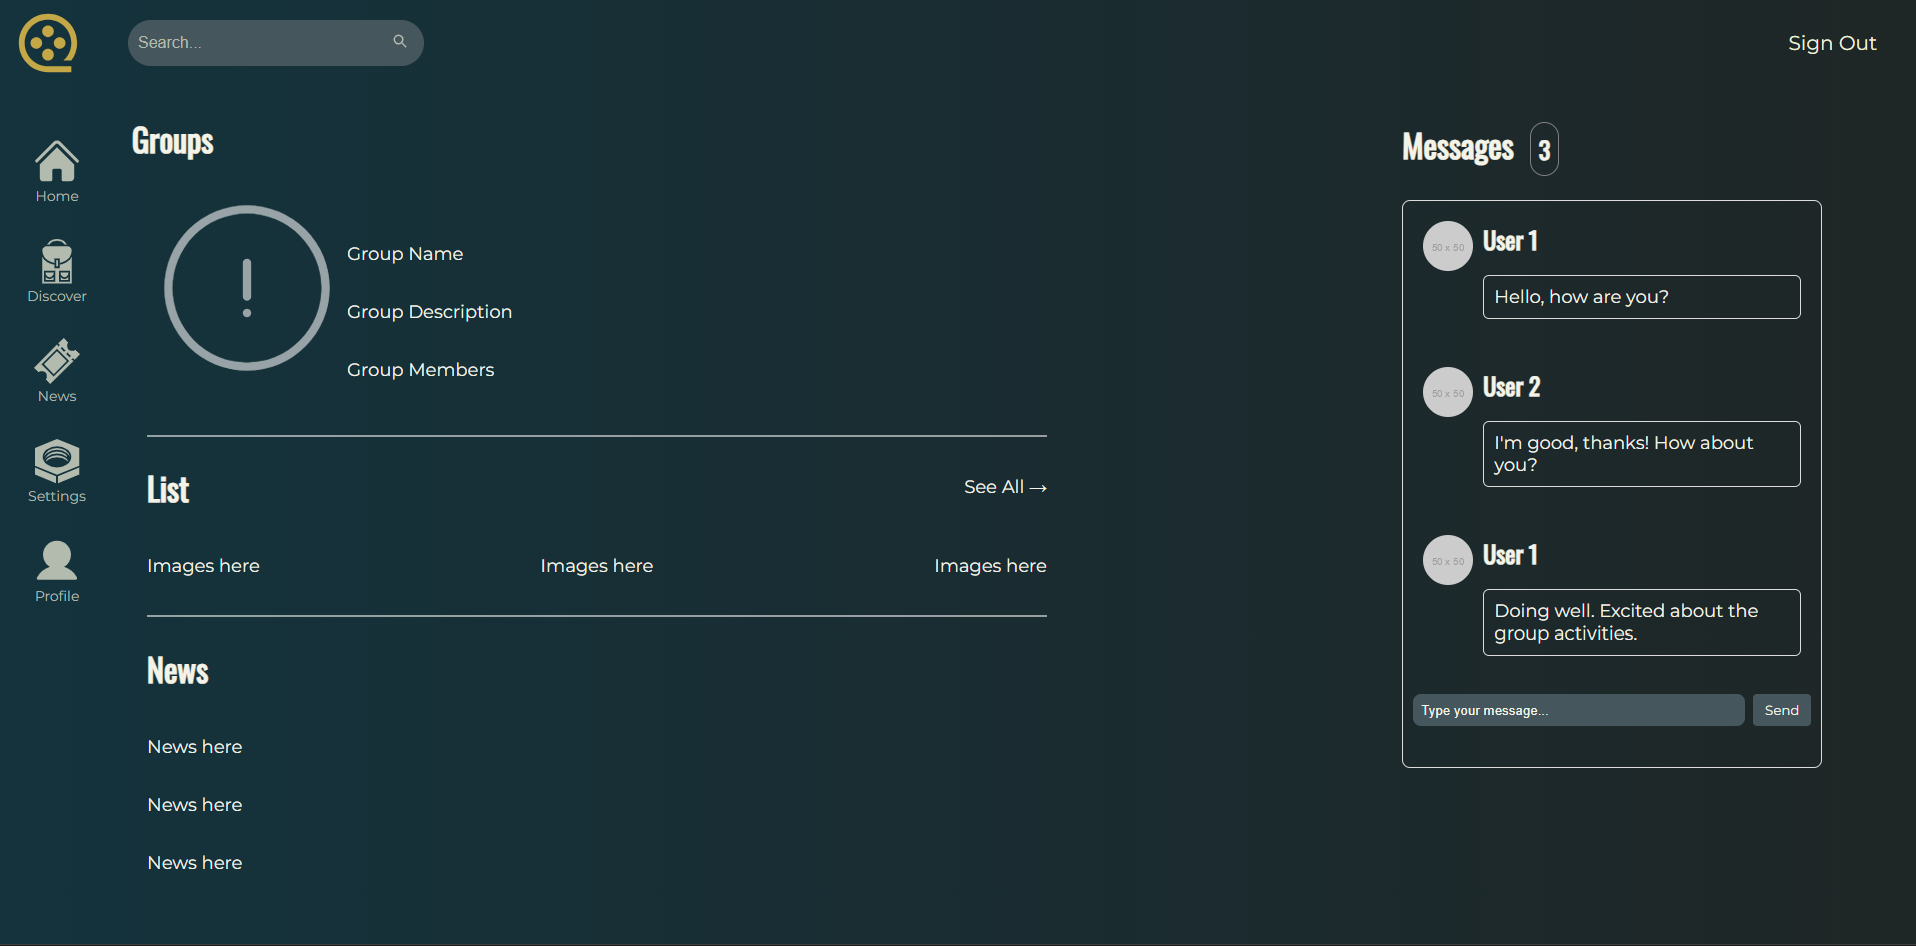 Search...
Sign Out
Home
Discover
News
Settings
Profile
Groups
Group Name
Group Description
Group Members
List
See All →
Images here
Images here
Images here
News
News here
News here
News here
Messages 3
50 x 50
User 1
Hello, how are you?
50 x 50
User 2
I'm good, thanks! How about
you?
50 x 50
User 1
Doing well. Excited about the
group activities.
Type your message...
Send